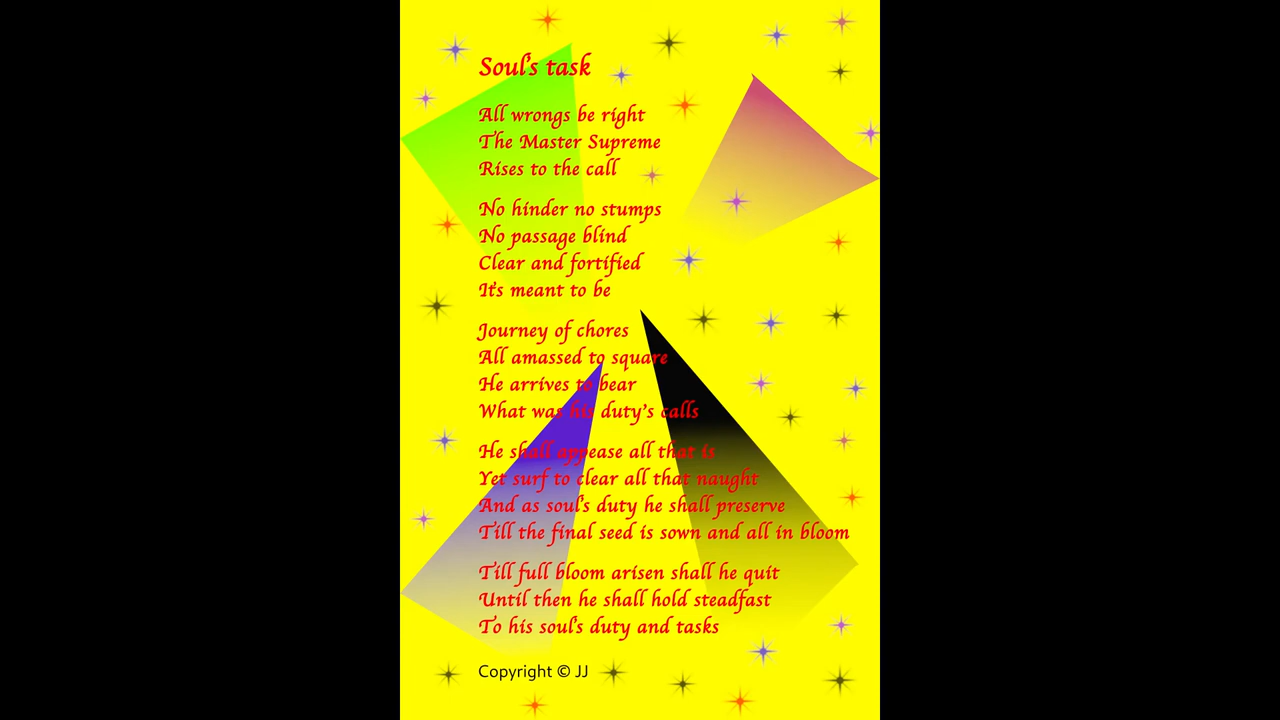 Soul's task
All wrongs be right
The Master Supreme
Rises to the call
No hinder no stumps
No passage blind
Clear and fortified
It's meant to be
Journey of chores
All amassed to square
He arrives to bear
What was his duty's calls
He shall appease all that is
Yet surf to clear all that naught
And as soul's duty he shall preserve
Till the final seed is sown and all in bloom
Till full bloom arisen shall he quit
Until then he shall hold steadfast
To his soul's duty and tasks
Copyright © JJ